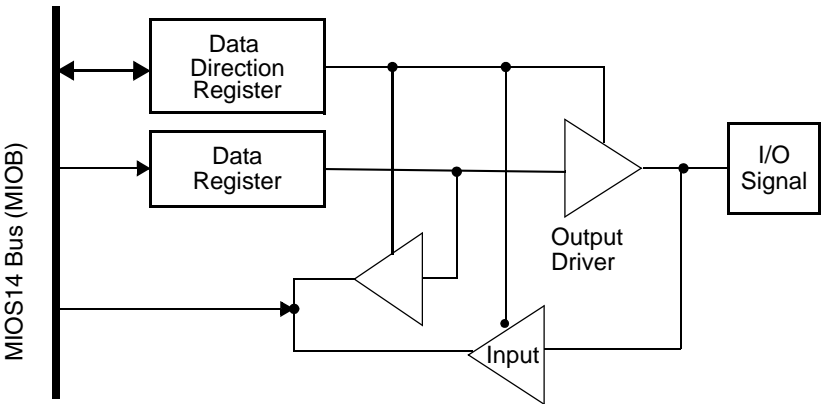 Data
Direction
Register
Data
Register
I/O
Signal
Output
Driver
Input
MIOS14 Bus (MIOB)